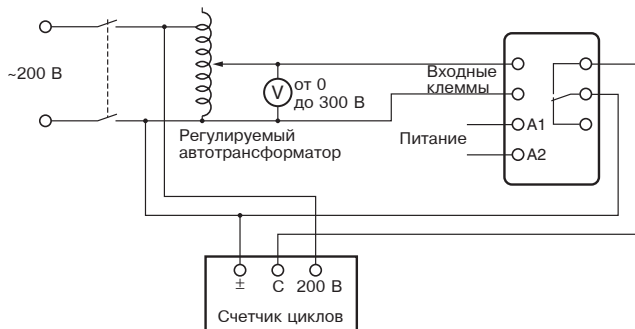 ~200 В
V
от 0
до 300 В
Входные
клеммы
A1
Питание
A2
Регулируемый
автотрансформатор
± C 200 В
Счетчик циклов